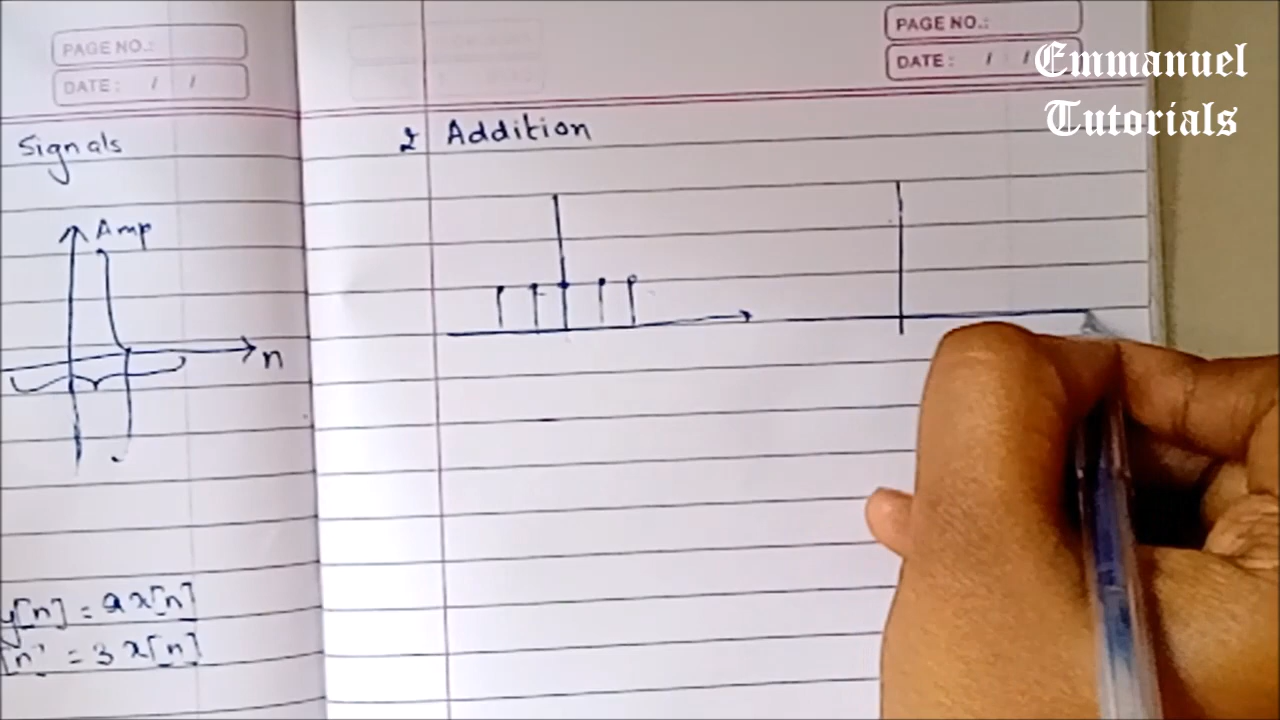 PAGE NO.:
DATE: / /
Signals
Amp
n
y[n] = a x[n]
= 3 x[n]
PAGE NO.:
DATE: / /
2 Addition
Emmanuel
Tutorials